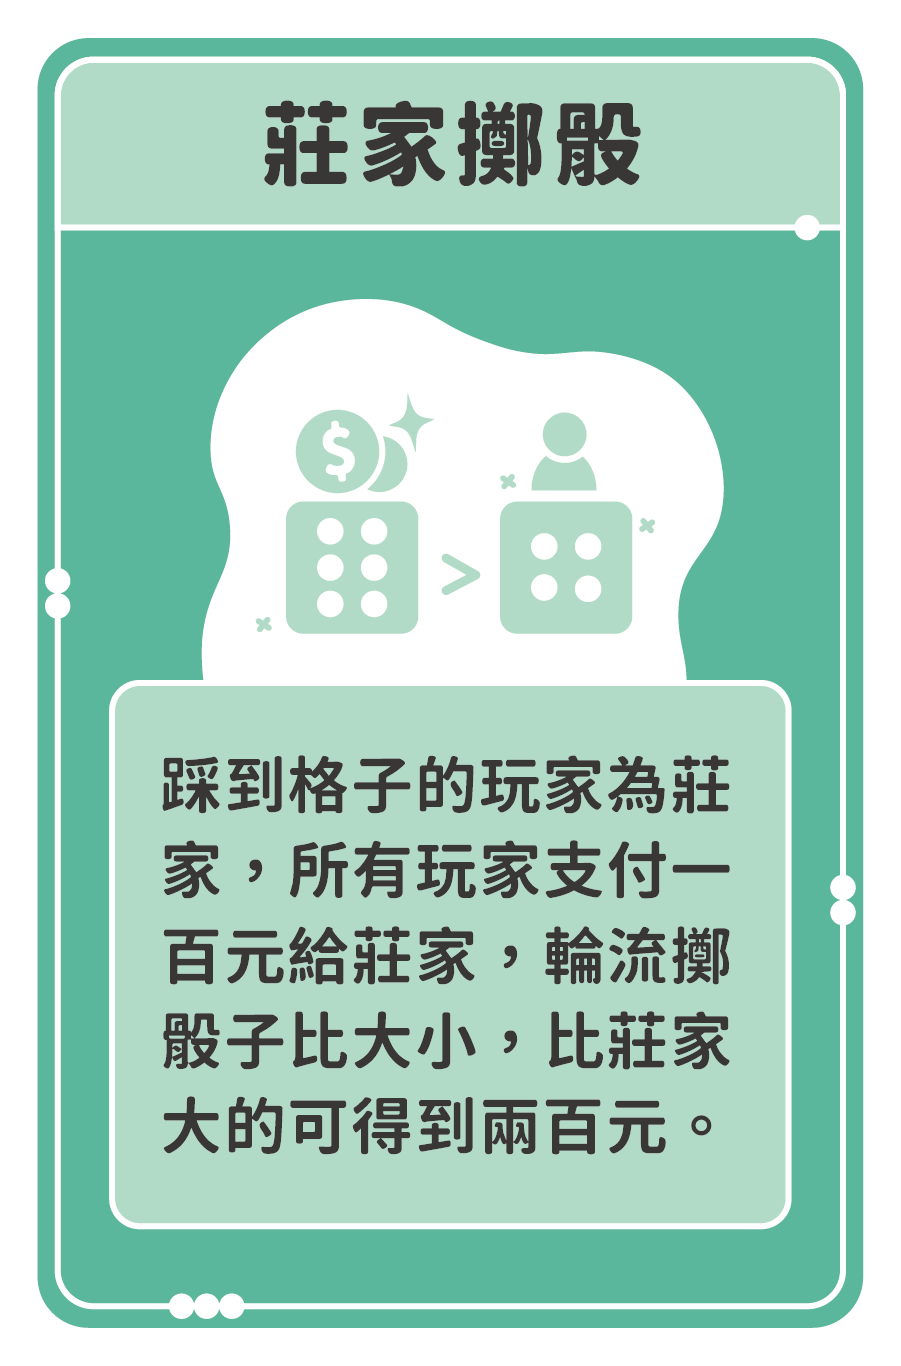 莊家擲骰
$
>
踩到格子的玩家為莊
家，所有玩家支付一
百元給莊家，輪流擲
骰子比大小，比莊家
大的可得到兩百元。